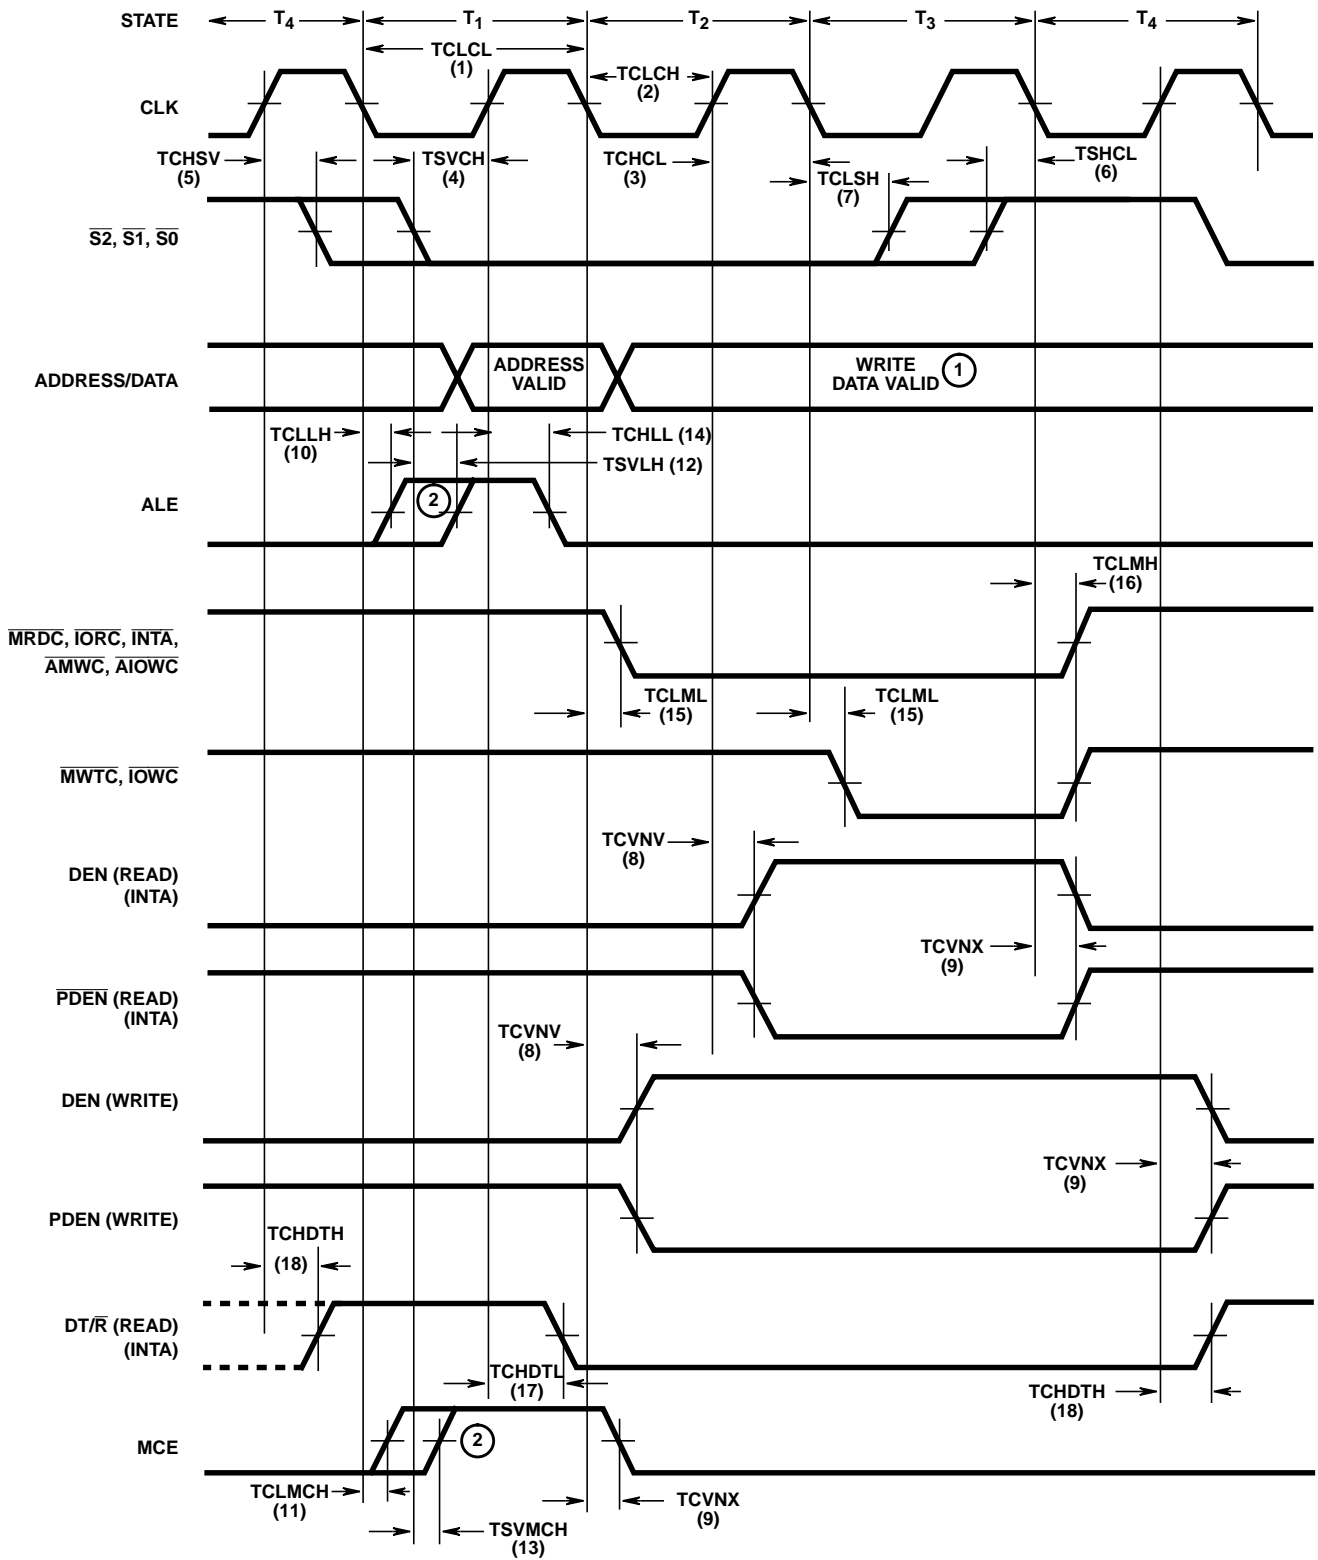 STATE T4 T1 T2 T3 T4
TCLCL
(1)
TCLCH
(2)
CLK
TCHSV
(5)
TSVCH
(4)
TCHCL
(3)
TCLSH
(7)
TSHCL
(6)
S2, S1, S0
ADDRESS/DATA
ADDRESS
VALID
WRITE
DATA VALID 1
TCLLH
(10)
TCHLL (14)
TSVLH (12)
ALE
2
TCLMH
(16)
MRDC, IORC, INTA,
AMWC, AIOWC
TCLML
(15)
TCLML
(15)
MWTC, IOWC
TCVNV
(8)
DEN (READ)
(INTA)
TCVNX
(9)
PDEN (READ)
(INTA)
TCVNV
(8)
DEN (WRITE)
TCVNX
(9)
PDEN (WRITE)
TCHDTH
(18)
DT/R (READ)
(INTA)
TCHDTL
(17)
TCHDTH
(18)
MCE
2
TCLMCH
(11)
TSVMCH
(13)
TCVNX
(9)